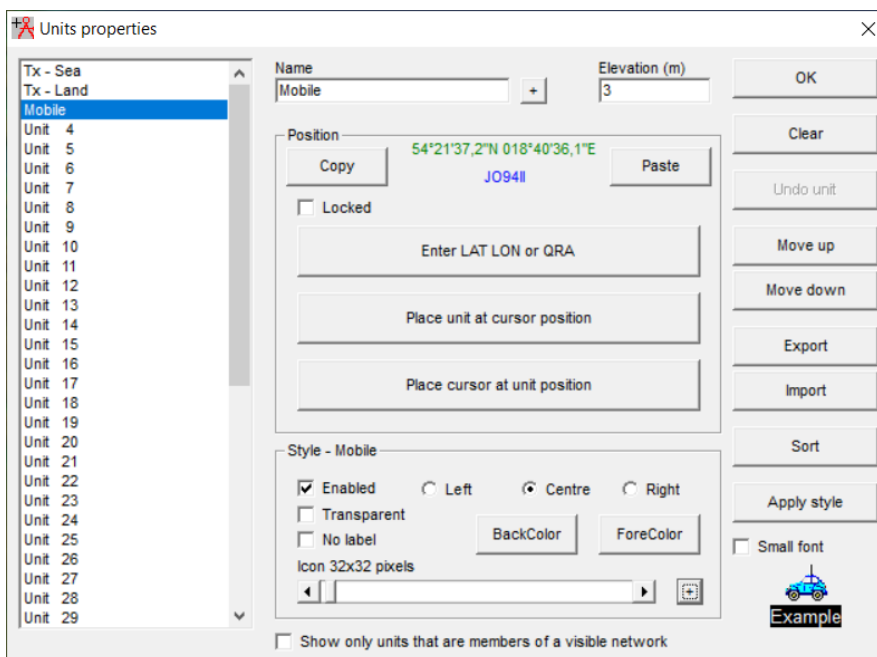 Units properties
Tx - Sea
Tx - Land
Mobile
Unit 4
Unit 5
Unit 6
Unit 7
Unit 8
Unit 9
Unit 10
Unit 11
Unit 12
Unit 13
Unit 14
Unit 15
Unit 16
Unit 17
Unit 18
Unit 19
Unit 20
Unit 21
Unit 22
Unit 23
Unit 24
Unit 25
Unit 26
Unit 27
Unit 28
Unit 29
Name
Mobile
+
Elevation (m)
3
Position
Copy
54°21'37,2"N 018°40'36,1"E
JO94II
Paste
Locked
Enter LAT LON or QRA
Place unit at cursor position
Place cursor at unit position
Style - Mobile
Enabled Left Centre Right
Transparent
No label
BackColor
ForeColor
Icon 32x32 pixels
Show only units that are members of a visible network
OK
Clear
Undo unit
Move up
Move down
Export
Import
Sort
Apply style
Small font
Example